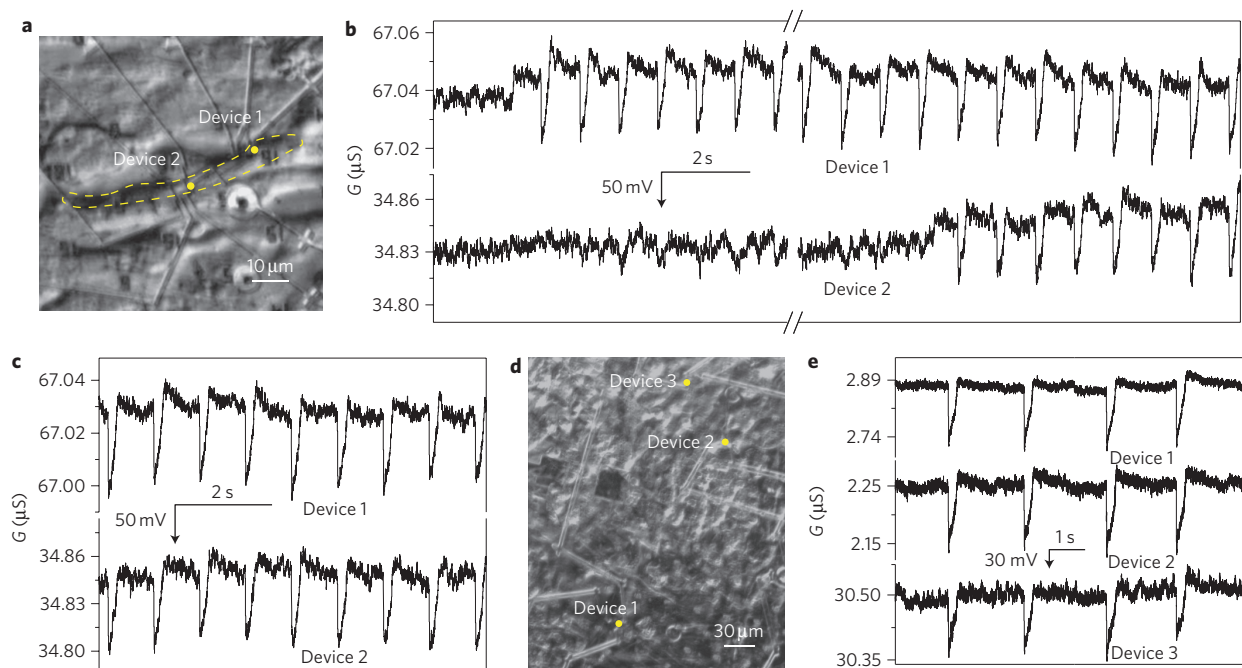 a
Device 1
Device 2
10 μm
b
67.06
67.04
67.02
34.86
34.83
34.80
G (μS)
2 s
50 mV
Device 1
Device 2
c
67.04
67.02
67.00
34.86
34.83
34.80
G (μS)
2 s
50 mV
Device 1
Device 2
d
Device 3
Device 2
Device 1
30 μm
e
2.89
2.74
2.25
2.15
30.50
30.35
G (μS)
Device 1
1 s
30 mV
Device 2
Device 3